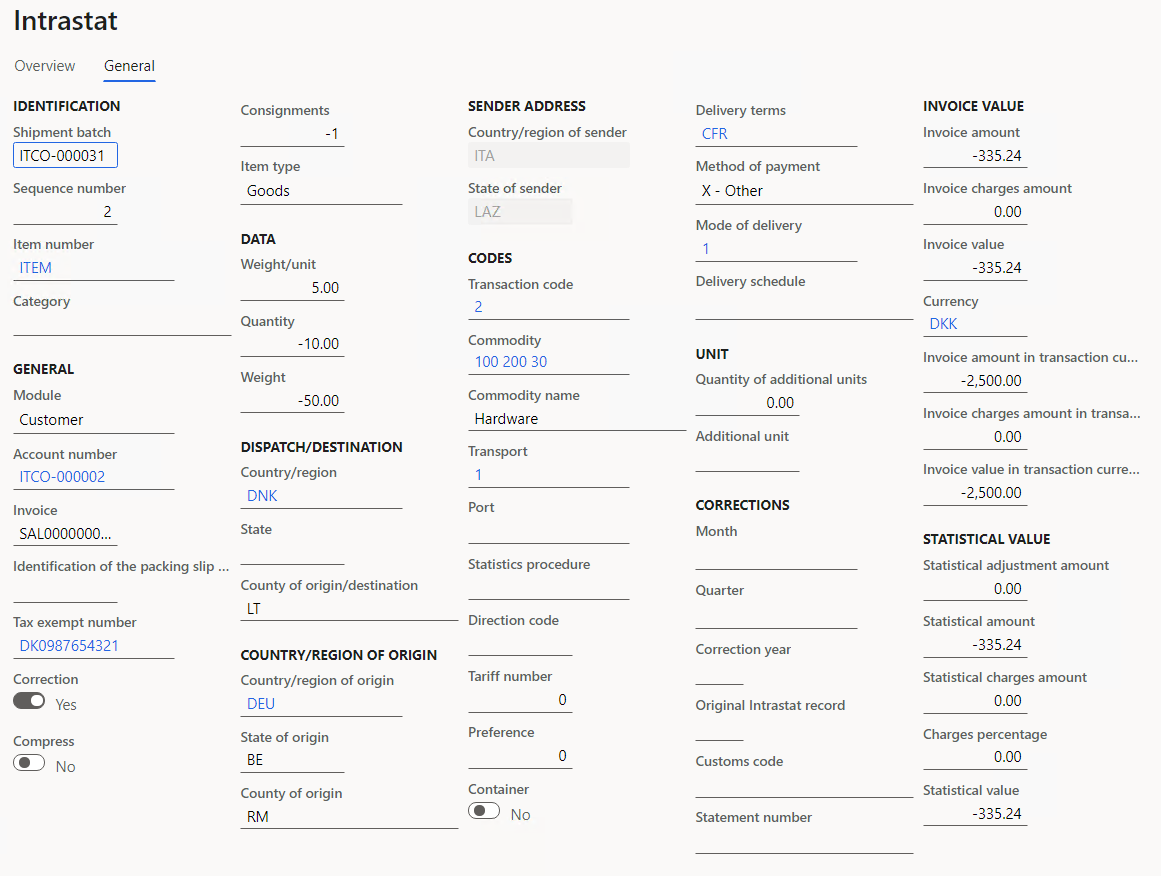 Intrastat
Overview
General
IDENTIFICATION
Shipment batch
ITCO-000031
Sequence number
2
Item number
ITEM
Category
GENERAL
Module
Customer
Account number
ITCO-000002
Invoice
SAL0000000...
Identification of the packing slip ...
Tax exempt number
DK0987654321
Correction
Yes
Compress
No
Consignments
-1
Item type
Goods
DATA
Weight/unit
5.00
Quantity
-10.00
Weight
-50.00
DISPATCH/DESTINATION
Country/region
DNK
State
County of origin/destination
LT
COUNTRY/REGION OF ORIGIN
Country/region of origin
DEU
State of origin
BE
County of origin
RM
SENDER ADDRESS
Country/region of sender
ITA
State of sender
LAZ
CODES
Transaction code
2
Commodity
100 200 30
Commodity name
Hardware
Transport
1
Port
Statistics procedure
Direction code
Tariff number
0
Preference
0
Container
No
Delivery terms
CFR
Method of payment
X - Other
Mode of delivery
1
Delivery schedule
UNIT
Quantity of additional units
0.00
Additional unit
CORRECTIONS
Month
Quarter
Correction year
Original Intrastat record
Customs code
Statement number
INVOICE VALUE
Invoice amount
-335.24
Invoice charges amount
0.00
Invoice value
-335.24
Currency
DKK
Invoice amount in transaction cu...
-2,500.00
Invoice charges amount in transa...
0.00
Invoice value in transaction curre...
-2,500.00
STATISTICAL VALUE
Statistical adjustment amount
0.00
Statistical amount
-335.24
Statistical charges amount
0.00
Charges percentage
0.00
Statistical value
-335.24